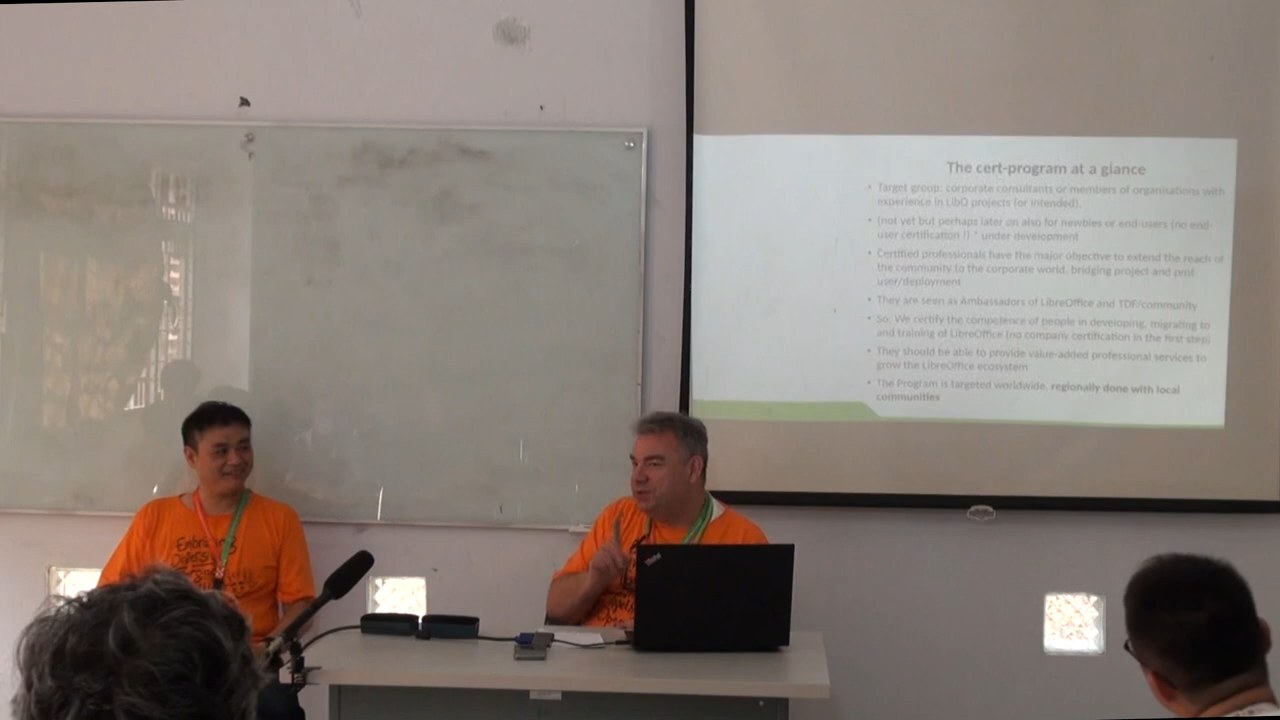 The cert-program at a glance
• Target group: corporate consultants or members of organisations with
experience in LibO projects (or intended).
• (not yet but perhaps later on also for newbies or end-users (no end-
user certification !) * under development
• Certified professionals have the major objective to extend the reach of
the community to the corporate world, bridging project and prof.
user/deployment
• They are seen as Ambassadors of LibreOffice and TDF/community
• So: We certify the competence of people in developing, migrating to
and training of LibreOffice (no company certification in the first step)
• They should be able to provide value-added professional services to
grow the LibreOffice ecosystem
• The Program is targeted worldwide, regionally done with local
communities
Embracing
ThinkPad